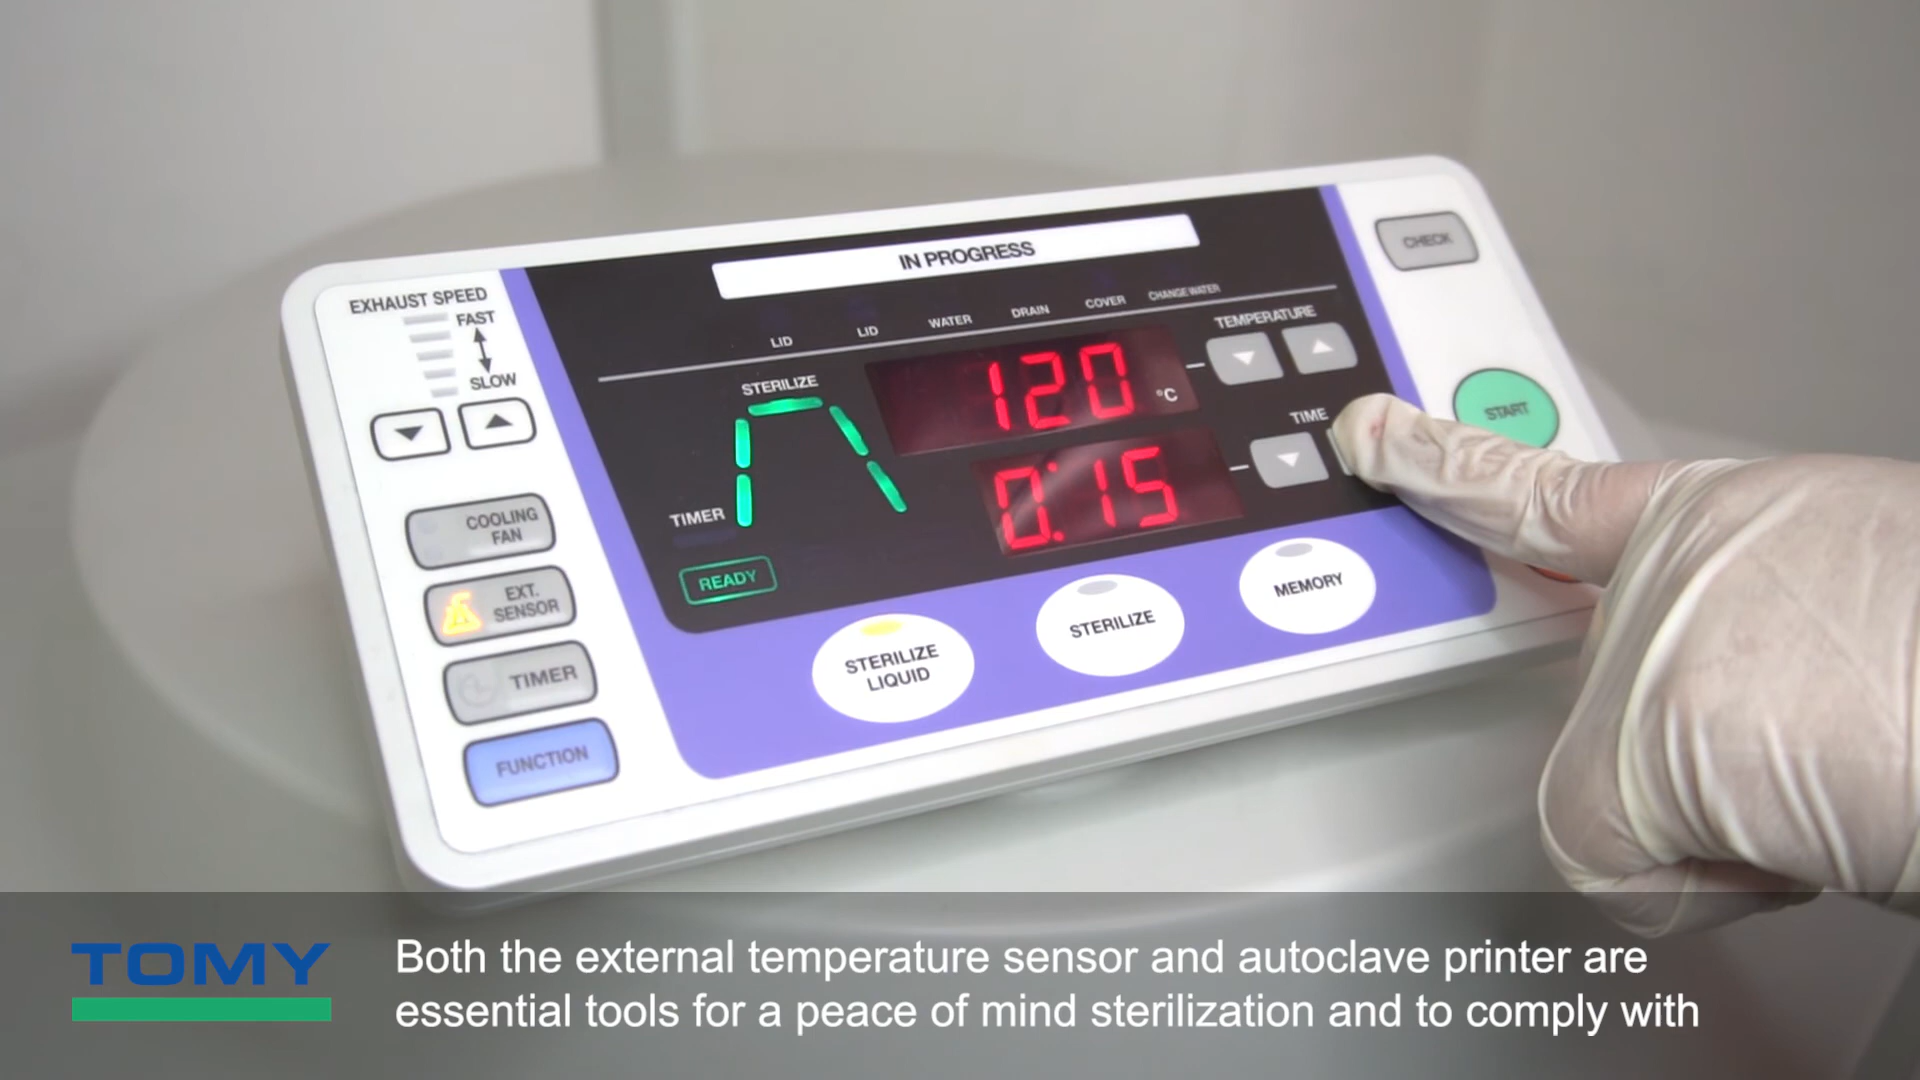 IN PROGRESS
CHECK
EXHAUST SPEED
FAST
SLOW
LID
LID
WATER
DRAIN
COVER
CHANGE WATER
TEMPERATURE
STERILIZE
120 °C
TIME
START
0:15
TIMER
READY
COOLING
FAN
EXT.
SENSOR
TIMER
FUNCTION
STERILIZE
LIQUID
STERILIZE
MEMORY
TOMY
Both the external temperature sensor and autoclave printer are
essential tools for a peace of mind sterilization and to comply with